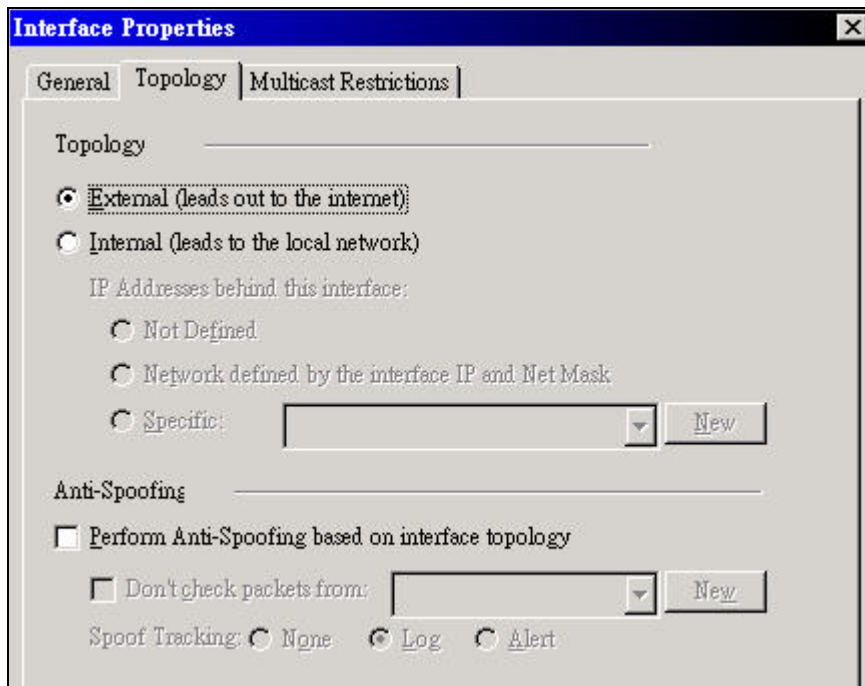 Interface Properties
General Topology Multicast Restrictions
Topology
External (leads out to the internet)
Internal (leads to the local network)
IP Addresses behind this interface:
Not Defined
Network defined by the interface IP and Net Mask
Specific: New
Anti-Spoofing
Perform Anti-Spoofing based on interface topology
Don't check packets from: New
Spoof Tracking: None Log Alert